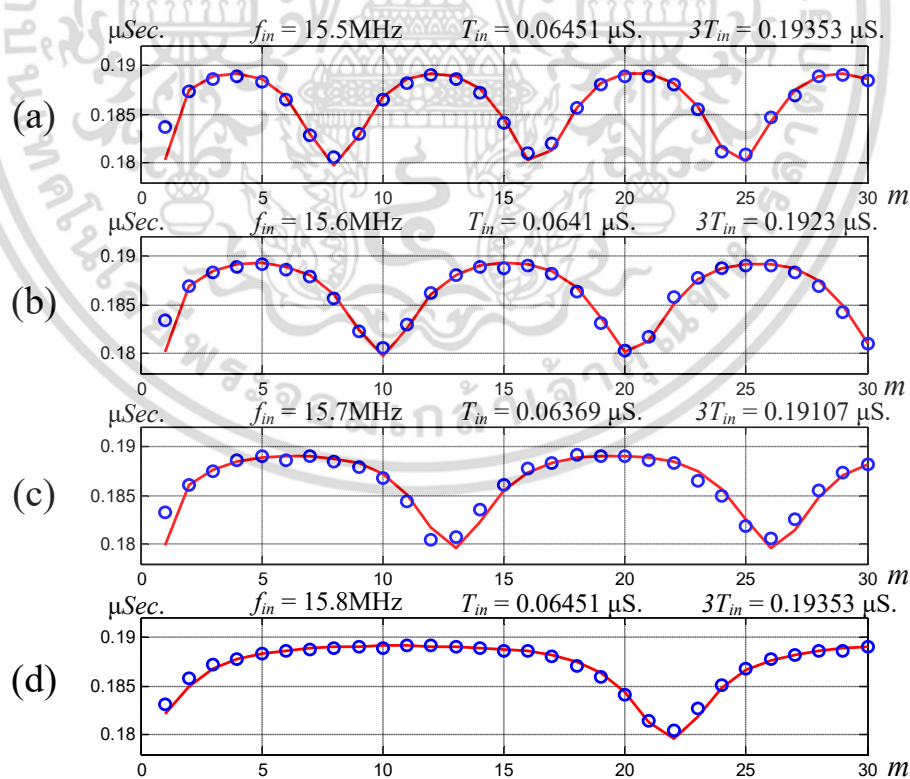 μSec. f_in = 15.5MHz T_in = 0.06451 μS. 3T_in = 0.19353 μS.
0.19
(a)
0.185
0.18
0 5 10 15 20 25 30 m
μSec. f_in = 15.6MHz T_in = 0.0641 μS. 3T_in = 0.1923 μS.
0.19
(b)
0.185
0.18
0 5 10 15 20 25 30 m
μSec. f_in = 15.7MHz T_in = 0.06369 μS. 3T_in = 0.19107 μS.
0.19
(c)
0.185
0.18
0 5 10 15 20 25 30 m
μSec. f_in = 15.8MHz T_in = 0.06451 μS. 3T_in = 0.19353 μS.
0.19
(d)
0.185
0.18
0 5 10 15 20 25 30 m